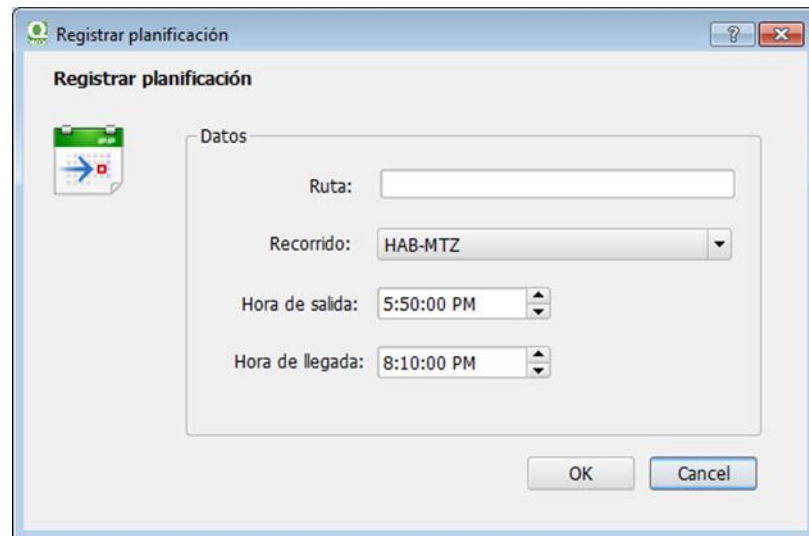 Registrar planificación
Registrar planificación
Datos
Ruta:
Recorrido: HAB-MTZ
Hora de salida: 5:50:00 PM
Hora de llegada: 8:10:00 PM
OK Cancel